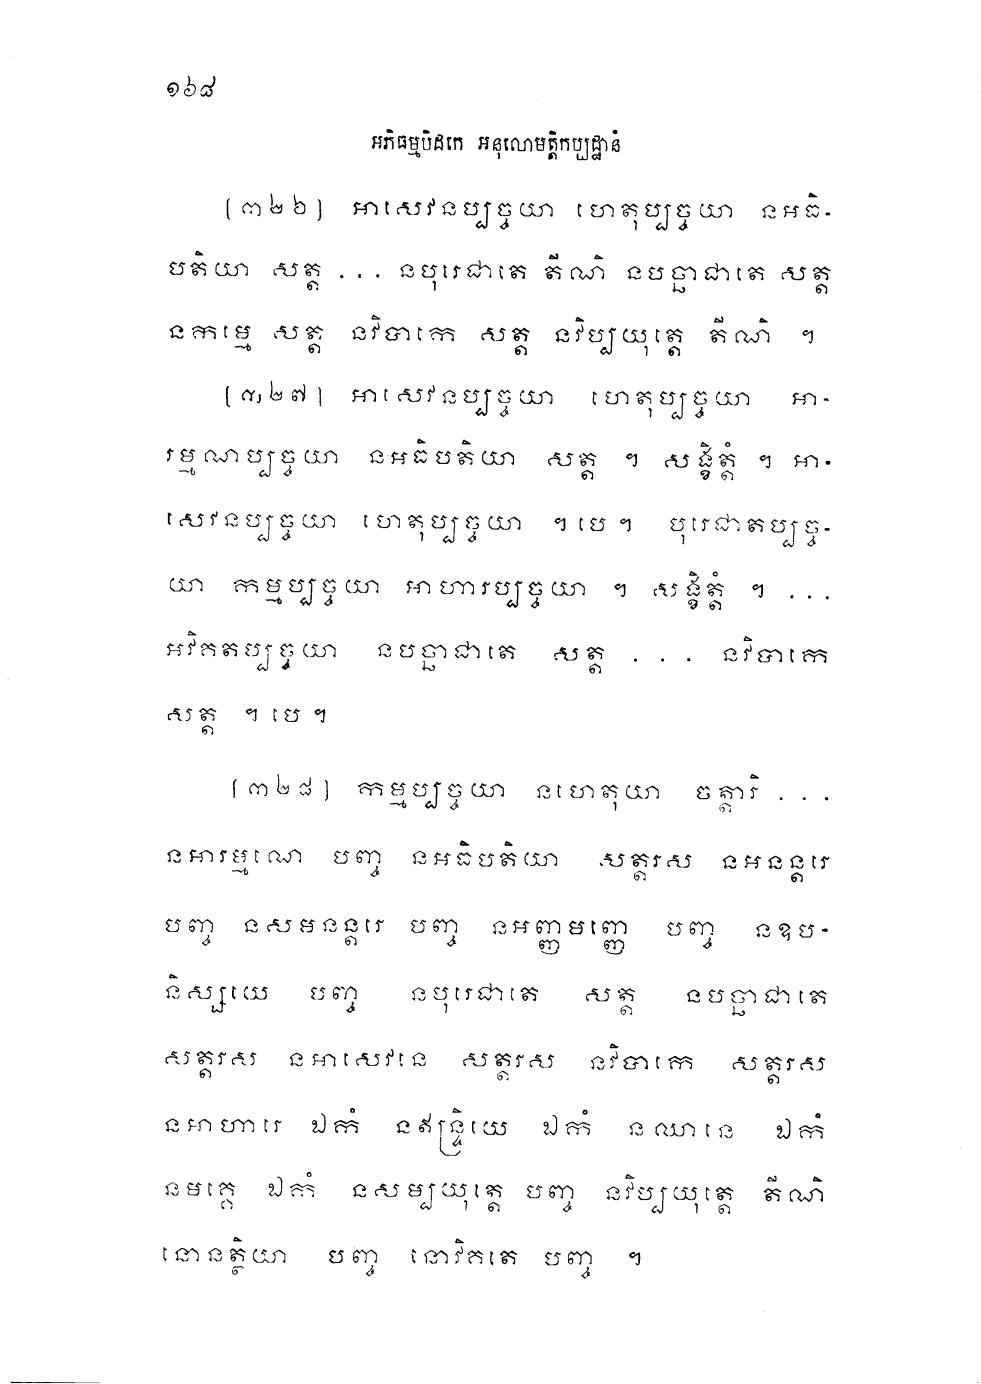 ១៦៨
អភិធម្មបិដកេ អនុលោមត្តិកប្បដ្ឋានំ
[៣២៦] អាសេវនប្បច្ចយា ហេតុប្បច្ចយា នអធិ-
បតិយា សត្ត ... នបុរេជាតេ តីណិ នបច្ឆាជាតេ សត្ត
នកម្មេ សត្ត នវិបាកេ សត្ត នវិប្បយុត្តេ តីណិ ។
[៣២៧] អាសេវនប្បច្ចយា ហេតុប្បច្ចយា អា-
រម្មណប្បច្ចយា នអធិបតិយា សត្ត ។ សង្ខិត្តំ ។ អា-
សេវនប្បច្ចយា ហេតុប្បច្ចយា ។ បេ ។ បុរេជាតប្បច្ច-
យា កម្មប្បច្ចយា អាហារប្បច្ចយា ។ សង្ខិត្តំ ។ ...
អវិកតប្បច្ចយា នបច្ឆាជាតេ សត្ត ... នវិបាកេ
សត្ត ។ បេ ។
[៣២៨] កម្មប្បច្ចយា នហេតុយា ចត្តារិ ...
នអារម្មណេ បញ្ច នអធិបតិយា សត្តរស នអនន្តរេ
បញ្ច នសមនន្តរេ បញ្ច នអញ្ញមញ្ញេ បញ្ច នឧប-
និស្សយេ បញ្ច នបុរេជាតេ សត្ត នបច្ឆាជាតេ
សត្តរស នអាសេវនេ សត្តរស នវិបាកេ សត្តរស
នអាហារេ ឯកំ នឥន្ទ្រិយេ ឯកំ នឈានេ ឯកំ
នមគ្គេ ឯកំ នសម្បយុត្តេ បញ្ច នវិប្បយុត្តេ តីណិ
នោនត្ថិយា បញ្ច នោវិកតេ បញ្ច ។